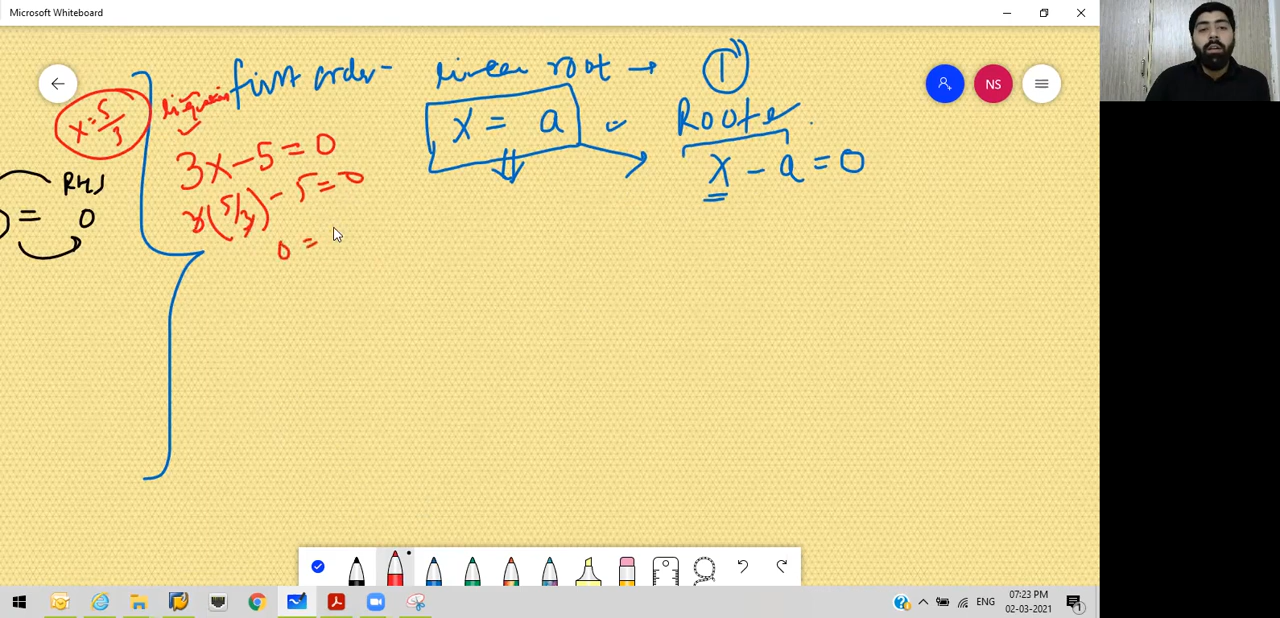 Microsoft Whiteboard
first order - linear root → 1
x = a
Roots
x - a = 0
x = 5/3
3x - 5 = 0
3(5/3) - 5 = 0
0 =
RHS
= 0
NS
ENG
07:23 PM
02-03-2021
1